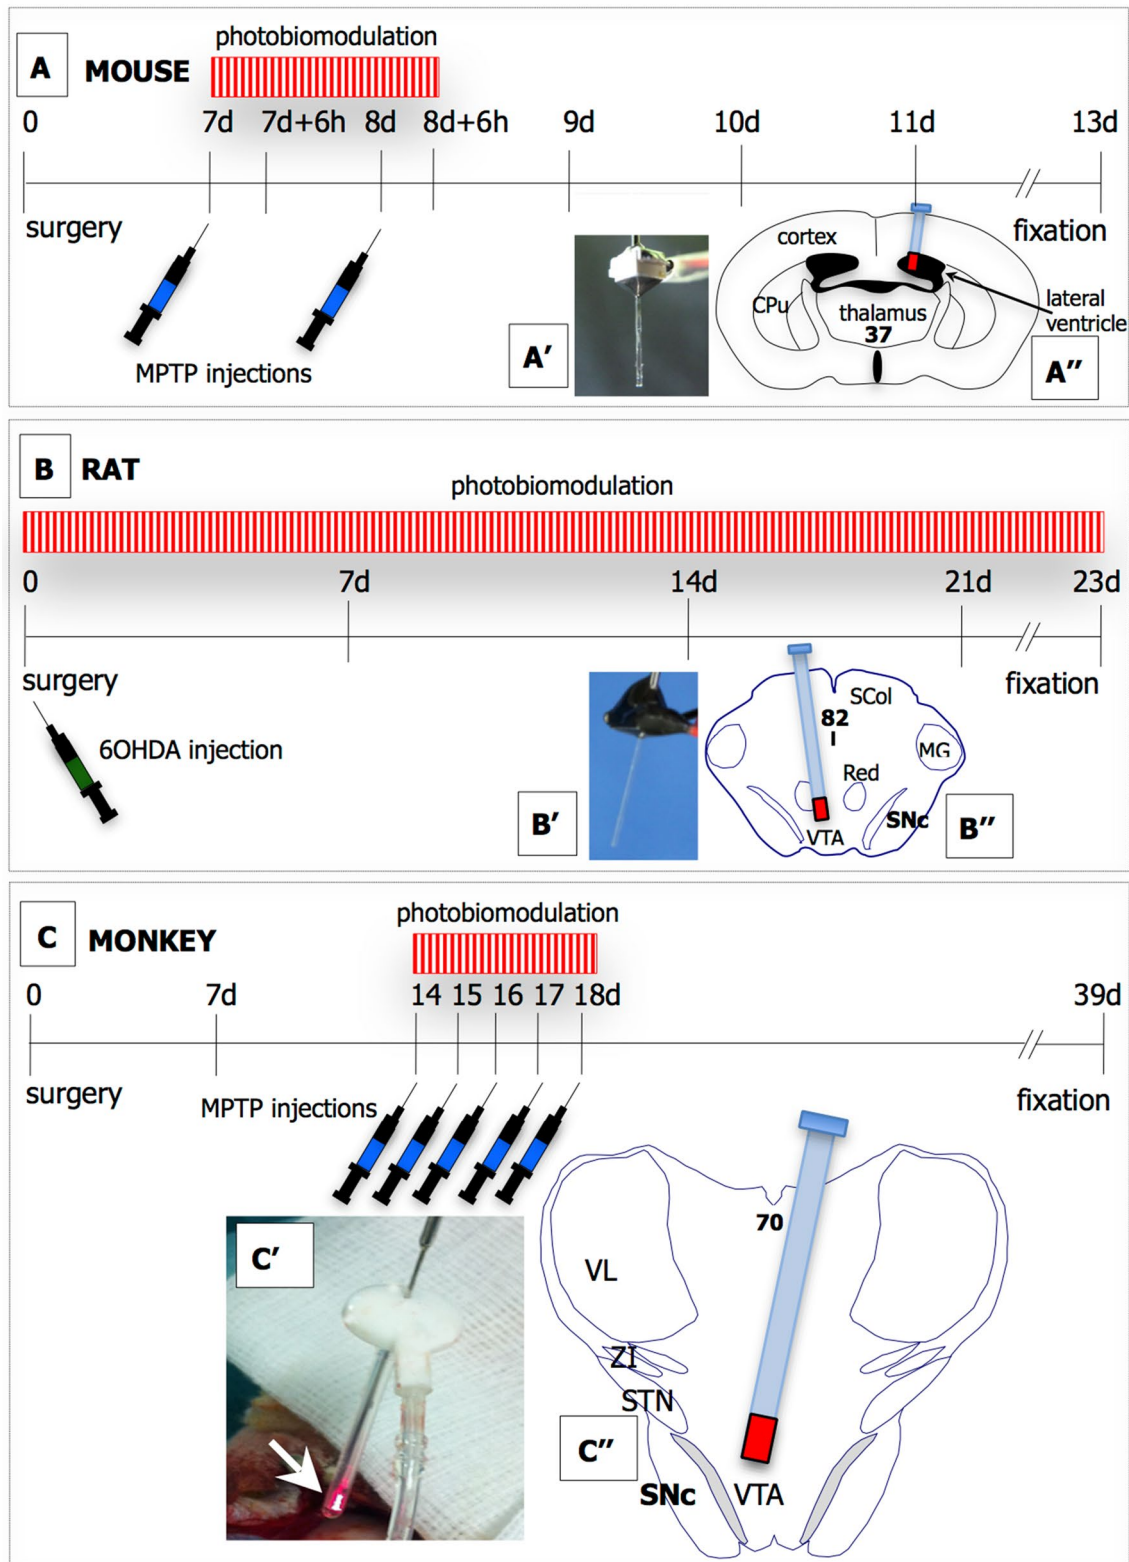 photobiomodulation
A MOUSE
0 7d 7d+6h 8d 8d+6h 9d 10d 11d 13d
surgery
fixation
cortex
CPu
thalamus
37
lateral
ventricle
MPTP injections
A′
A″
B RAT
photobiomodulation
0 7d 14d 21d 23d
surgery
fixation
6OHDA injection
SCol
82
MG
Red
SNc
VTA
B′
B″
photobiomodulation
C MONKEY
0 7d 14 15 16 17 18d 39d
surgery
MPTP injections
fixation
70
C′
VL
ZI
STN
C″
SNc
VTA